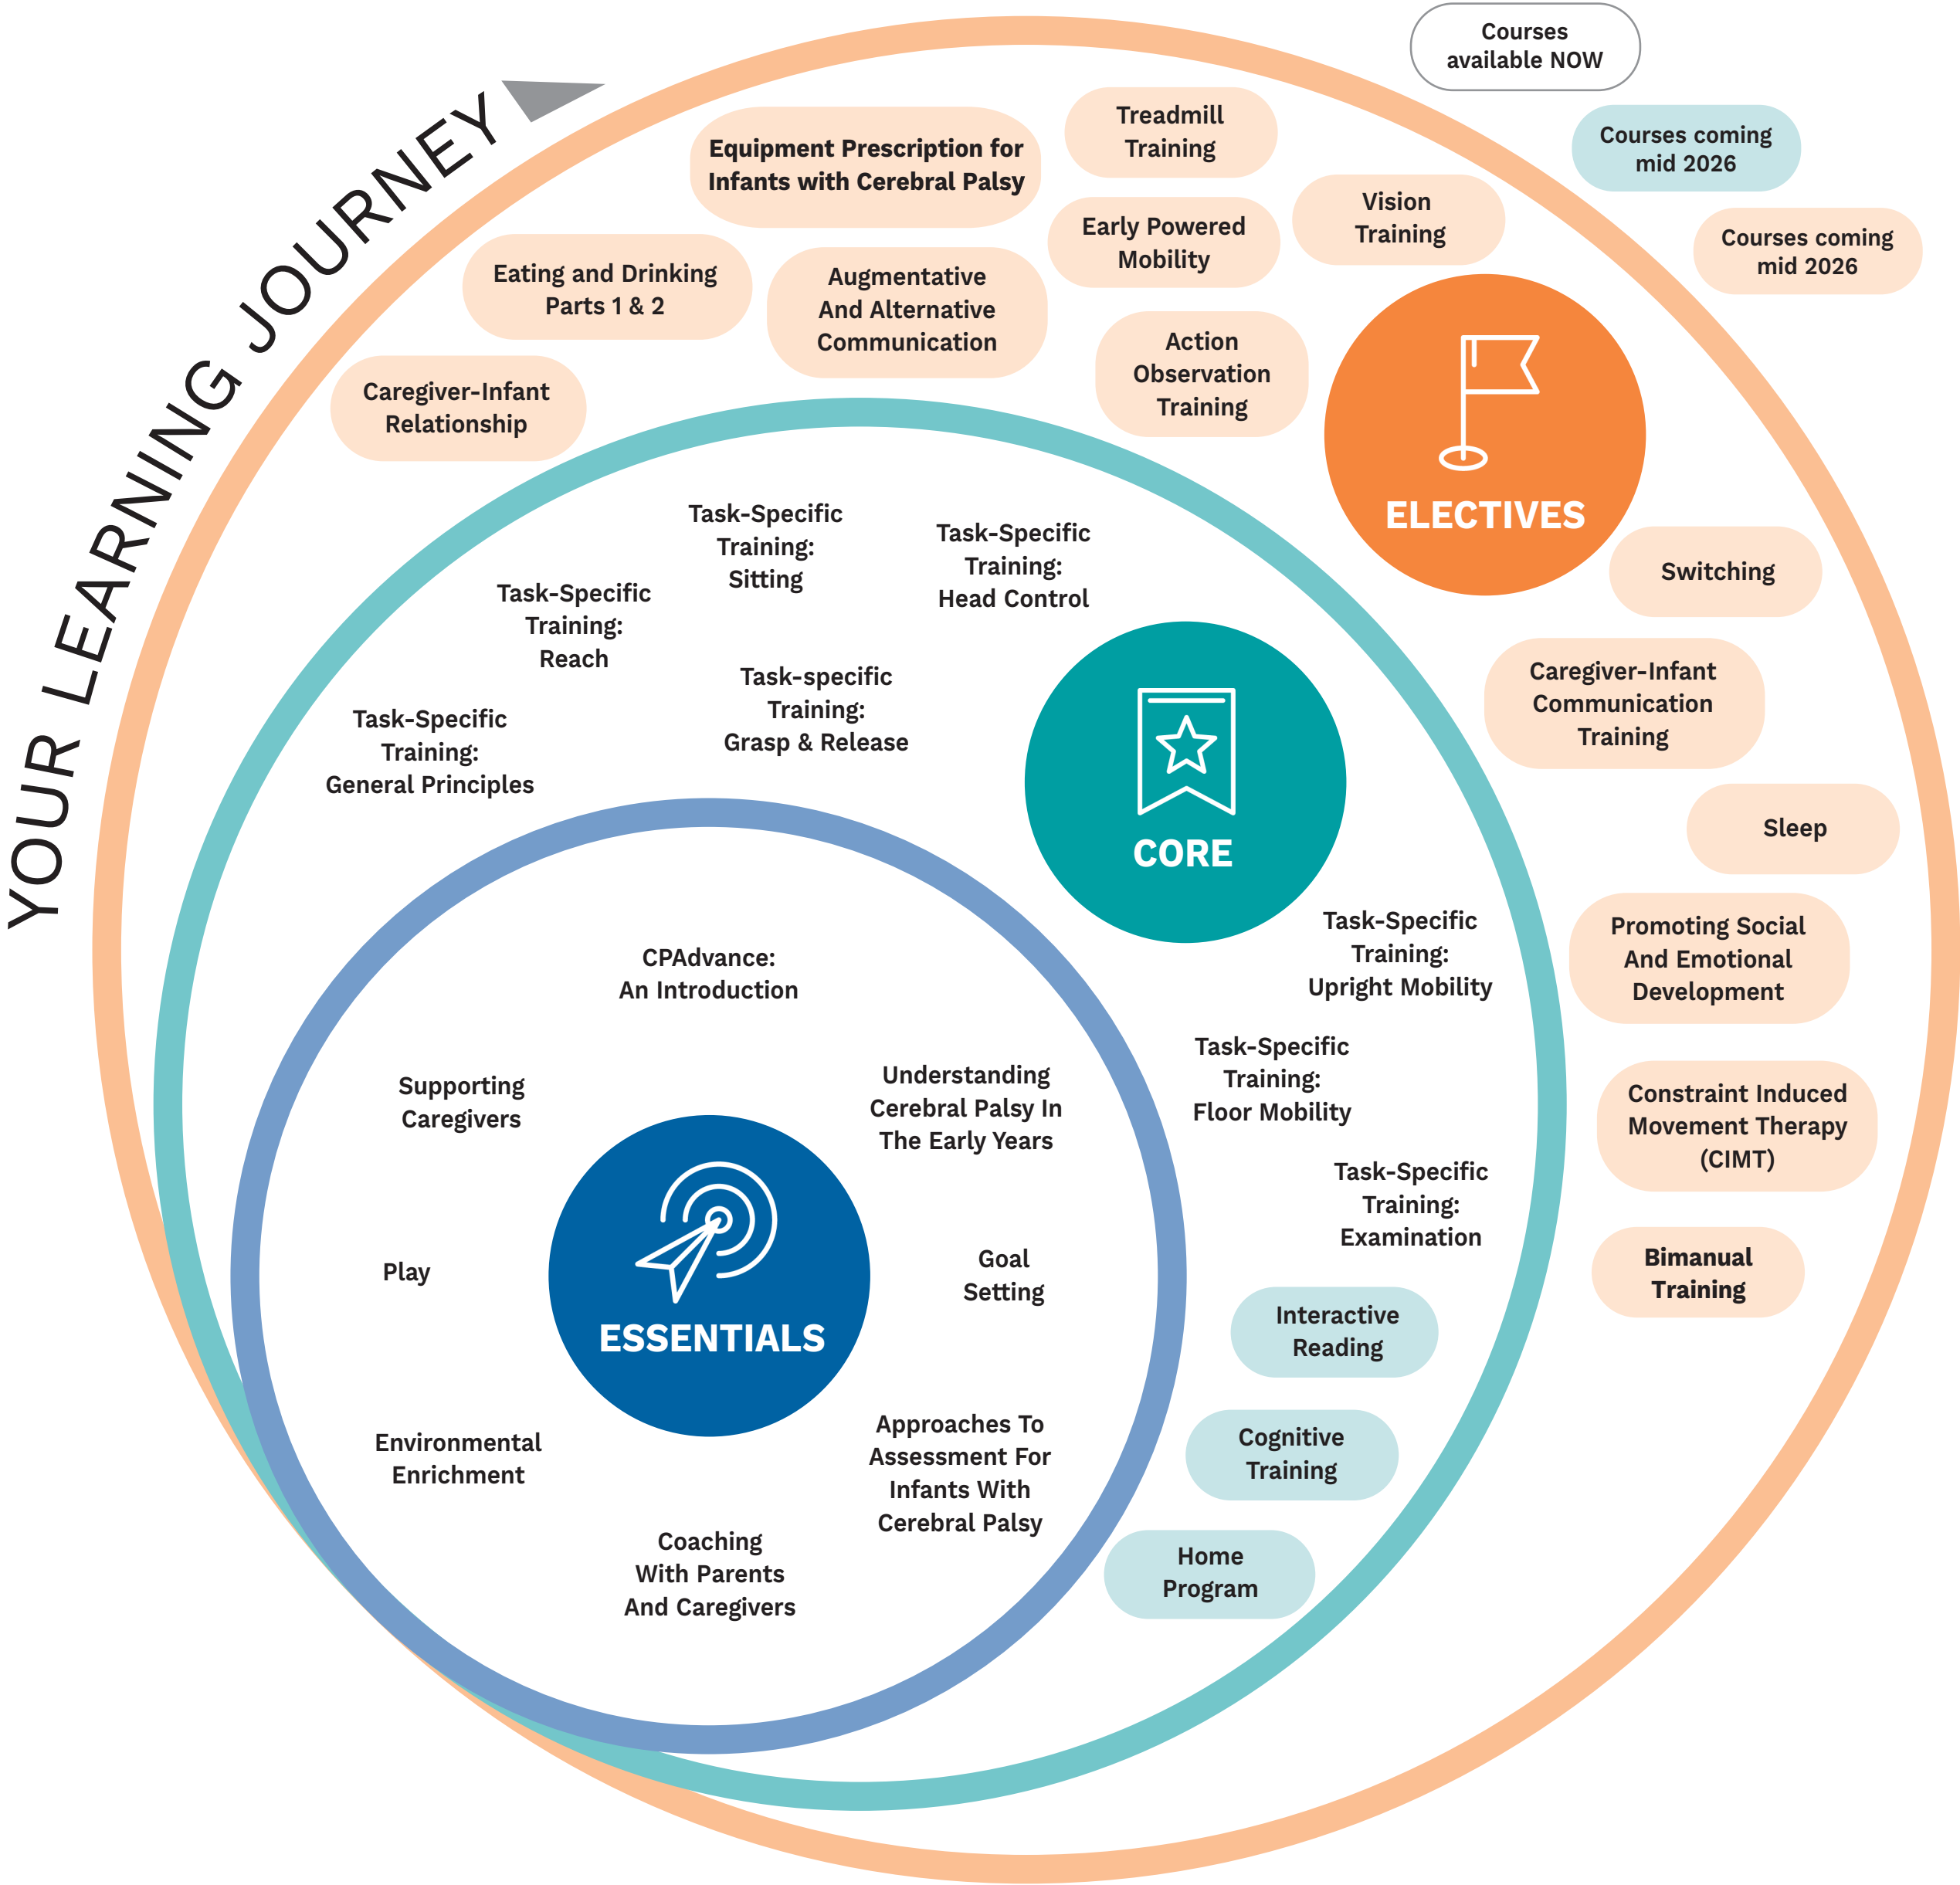 YOUR LEARNING JOURNEY
Courses
available NOW
Courses coming
mid 2026
Courses coming
mid 2026
Equipment Prescription for
Infants with Cerebral Palsy
Treadmill
Training
Vision
Training
Early Powered
Mobility
Eating and Drinking
Parts 1 & 2
Augmentative
And Alternative
Communication
Action
Observation
Training
Caregiver-Infant
Relationship
ELECTIVES
Switching
Caregiver-Infant
Communication
Training
Sleep
Promoting Social
And Emotional
Development
Constraint Induced
Movement Therapy
(CIMT)
Bimanual
Training
Task-Specific
Training:
Sitting
Task-Specific
Training:
Head Control
Task-Specific
Training:
Reach
Task-specific
Training:
Grasp & Release
Task-Specific
Training:
General Principles
CORE
Task-Specific
Training:
Upright Mobility
Task-Specific
Training:
Floor Mobility
Task-Specific
Training:
Examination
Interactive
Reading
Cognitive
Training
Home
Program
CPAdvance:
An Introduction
Supporting
Caregivers
Understanding
Cerebral Palsy In
The Early Years
Play
ESSENTIALS
Goal
Setting
Environmental
Enrichment
Approaches To
Assessment For
Infants With
Cerebral Palsy
Coaching
With Parents
And Caregivers